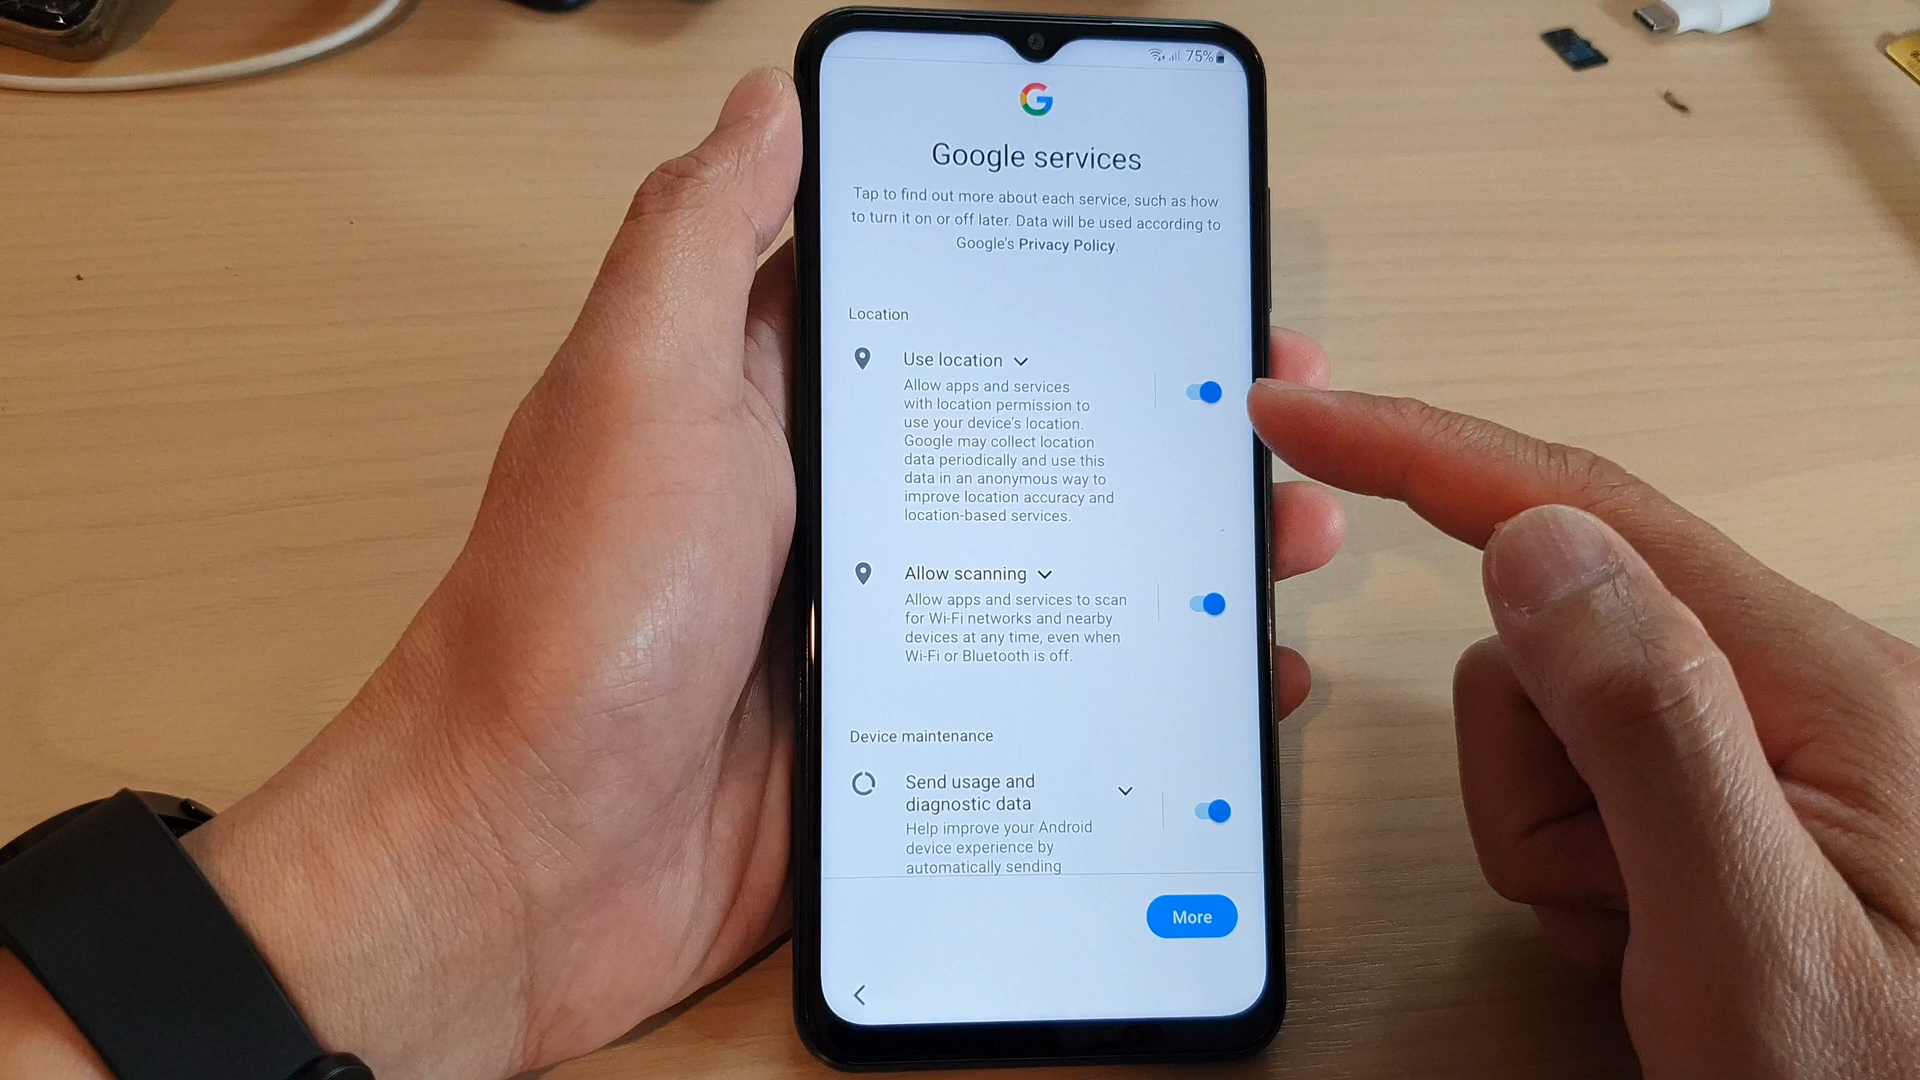 75%
Google services
Tap to find out more about each service, such as how
to turn it on or off later. Data will be used according to
Google's Privacy Policy.
Location
Use location
Allow apps and services
with location permission to
use your device's location.
Google may collect location
data periodically and use this
data in an anonymous way to
improve location accuracy and
location-based services.
Allow scanning
Allow apps and services to scan
for Wi-Fi networks and nearby
devices at any time, even when
Wi-Fi or Bluetooth is off.
Device maintenance
Send usage and
diagnostic data
Help improve your Android
device experience by
automatically sending
More